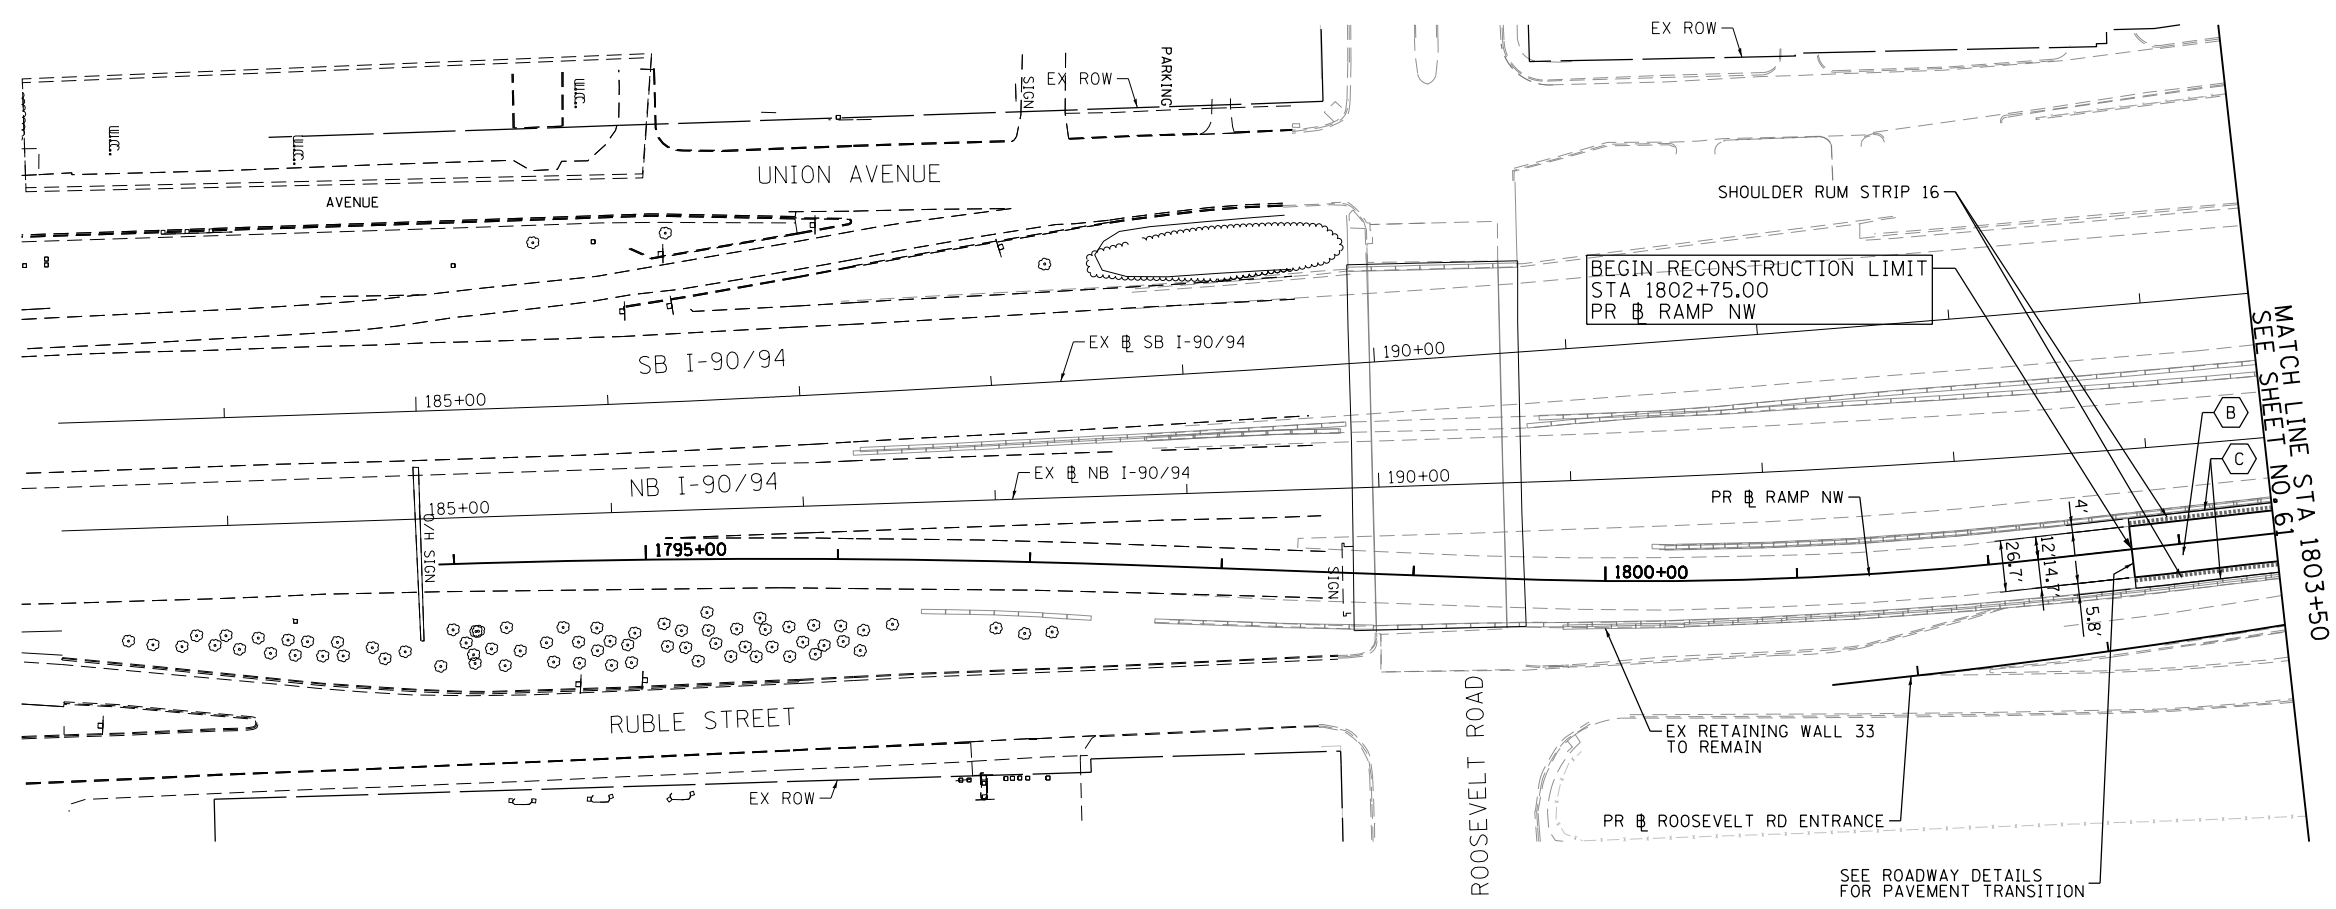 EX ROW
PARKING
SIGN
EX ROW
UNION AVENUE
AVENUE
SHOULDER RUM STRIP 16
BEGIN RECONSTRUCTION LIMIT
STA 1802+75.00
PR ⅊ RAMP NW
MATCH LINE STA 1803+50
SEE SHEET NO. 61
SB I-90/94
EX ⅊ SB I-90/94
190+00
185+00
B
C
NB I-90/94
EX ⅊ NB I-90/94
190+00
185+00
PR ⅊ RAMP NW
4'
O/H SIGN
1795+00
SIGN
1800+00
26.7'
12'
14.7'
5.8'
RUBLE STREET
ROOSEVELT ROAD
EX RETAINING WALL 33
TO REMAIN
EX ROW
PR ⅊ ROOSEVELT RD ENTRANCE
SEE ROADWAY DETAILS
FOR PAVEMENT TRANSITION